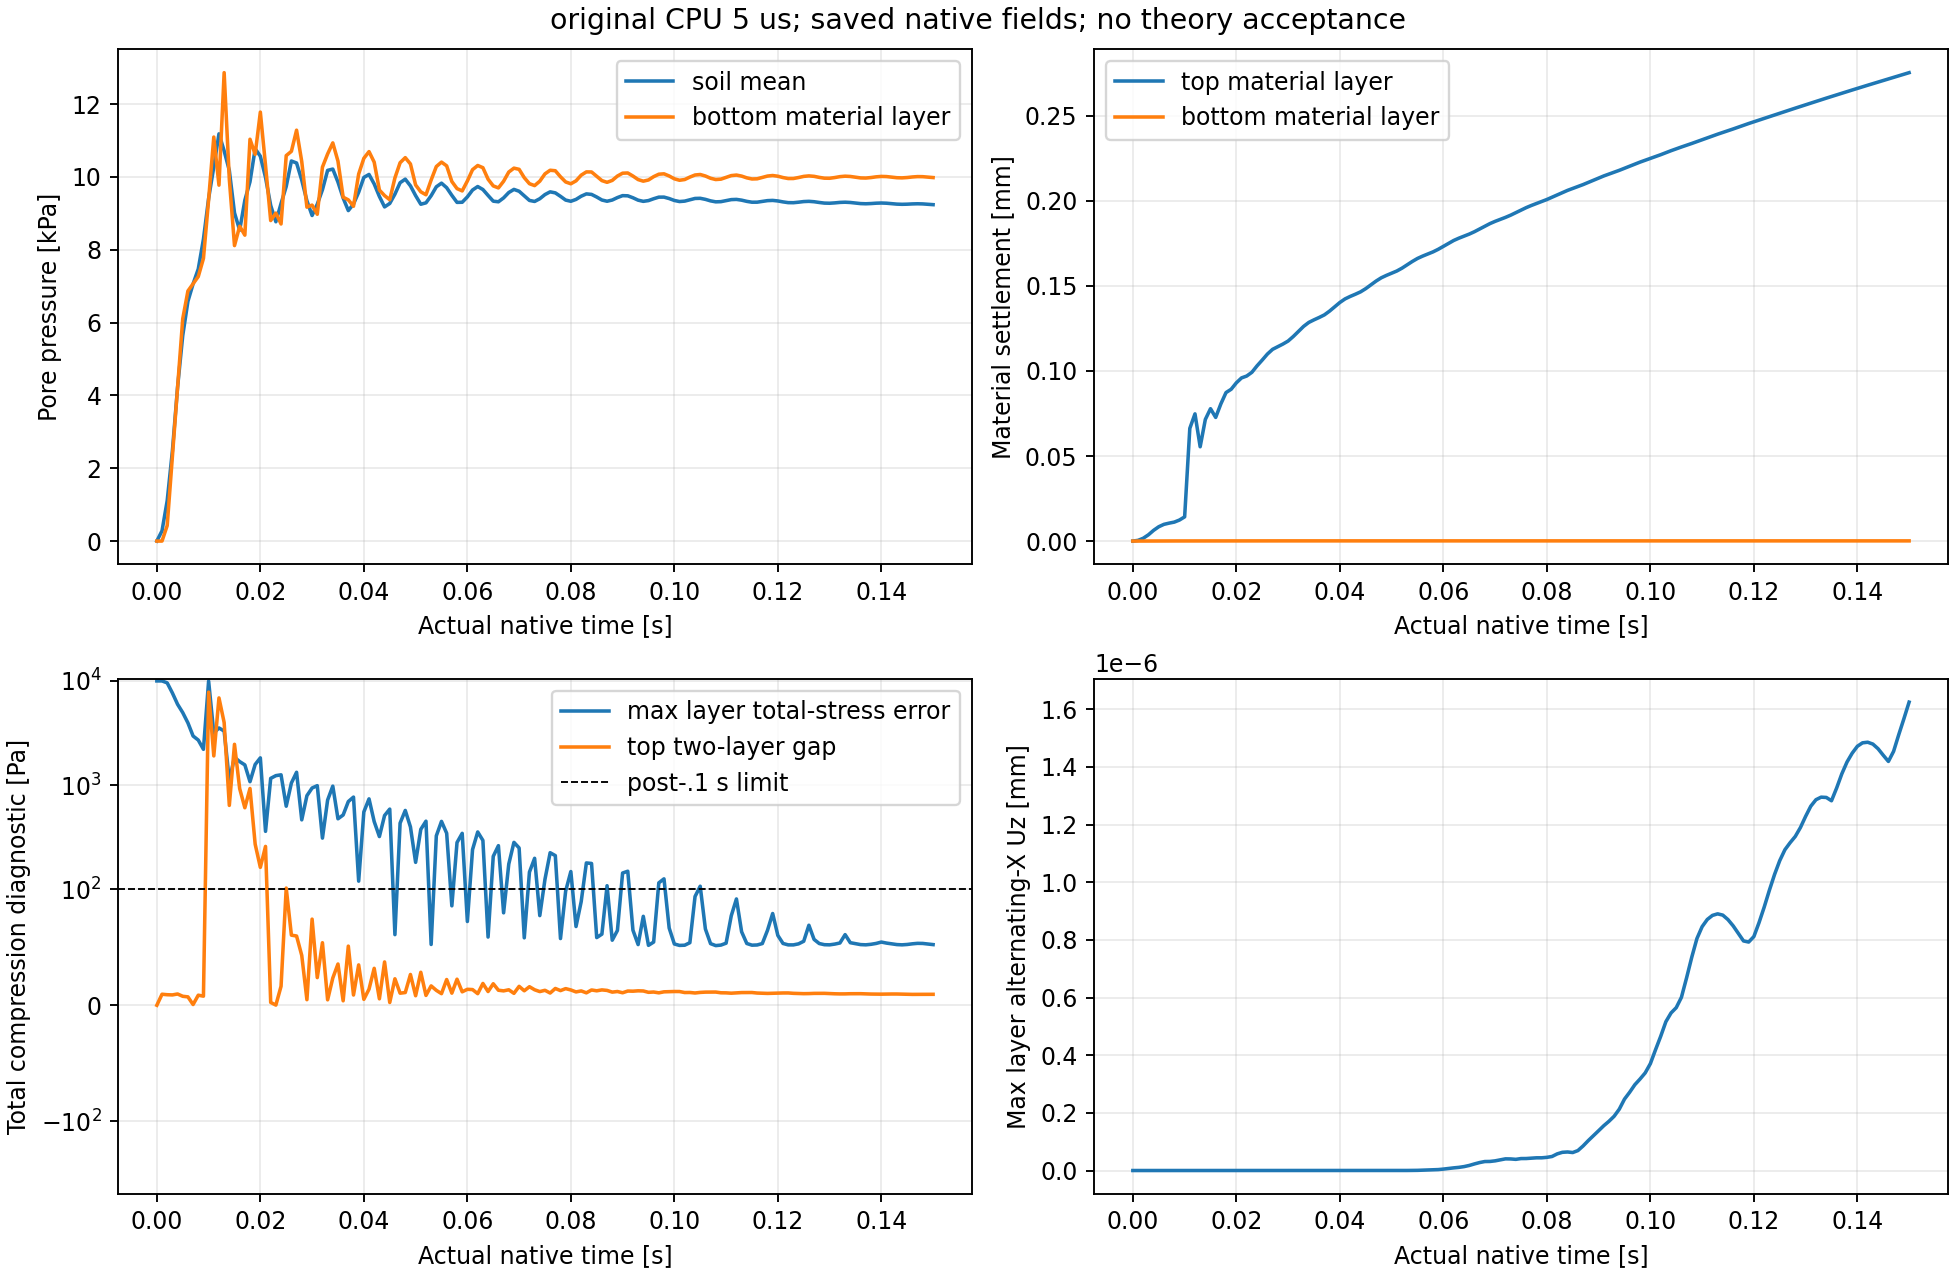 original CPU 5 us; saved native fields; no theory acceptance
Pore pressure [kPa]
12
10
8
6
4
2
0
soil mean
bottom material layer
0.00 0.02 0.04 0.06 0.08 0.10 0.12 0.14
Actual native time [s]
Material settlement [mm]
0.25
0.20
0.15
0.10
0.05
0.00
top material layer
bottom material layer
0.00 0.02 0.04 0.06 0.08 0.10 0.12 0.14
Actual native time [s]
Total compression diagnostic [Pa]
10⁴
10³
10²
0
−10²
max layer total-stress error
top two-layer gap
post-.1 s limit
0.00 0.02 0.04 0.06 0.08 0.10 0.12 0.14
Actual native time [s]
1e−6
Max layer alternating-X Uz [mm]
1.6
1.4
1.2
1.0
0.8
0.6
0.4
0.2
0.0
0.00 0.02 0.04 0.06 0.08 0.10 0.12 0.14
Actual native time [s]